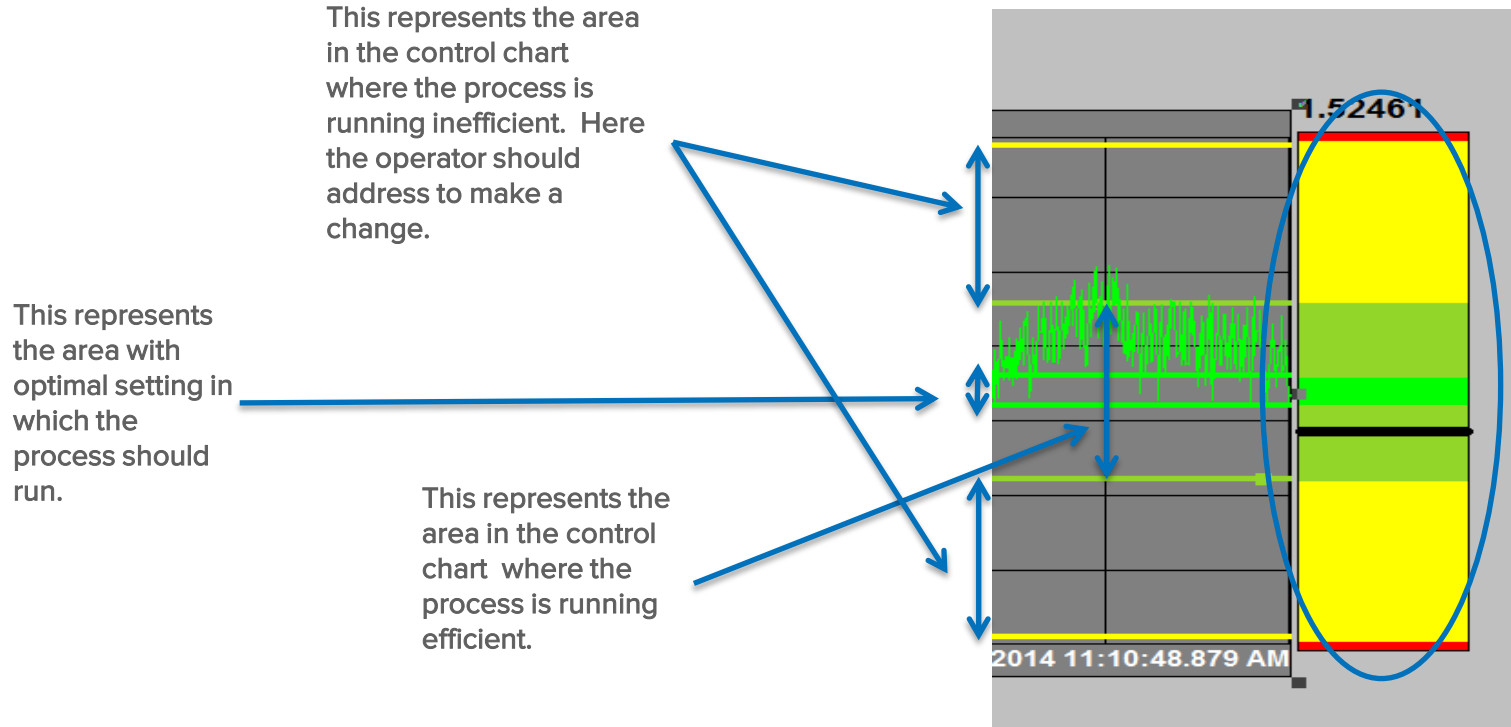 This represents the area
in the control chart
where the process is
running inefficient.  Here
the operator should
address to make a
change.
This represents
the area with
optimal setting in
which the
process should
run.
This represents the
area in the control
chart  where the
process is running
efficient.
1.52461
2014 11:10:48.879 AM